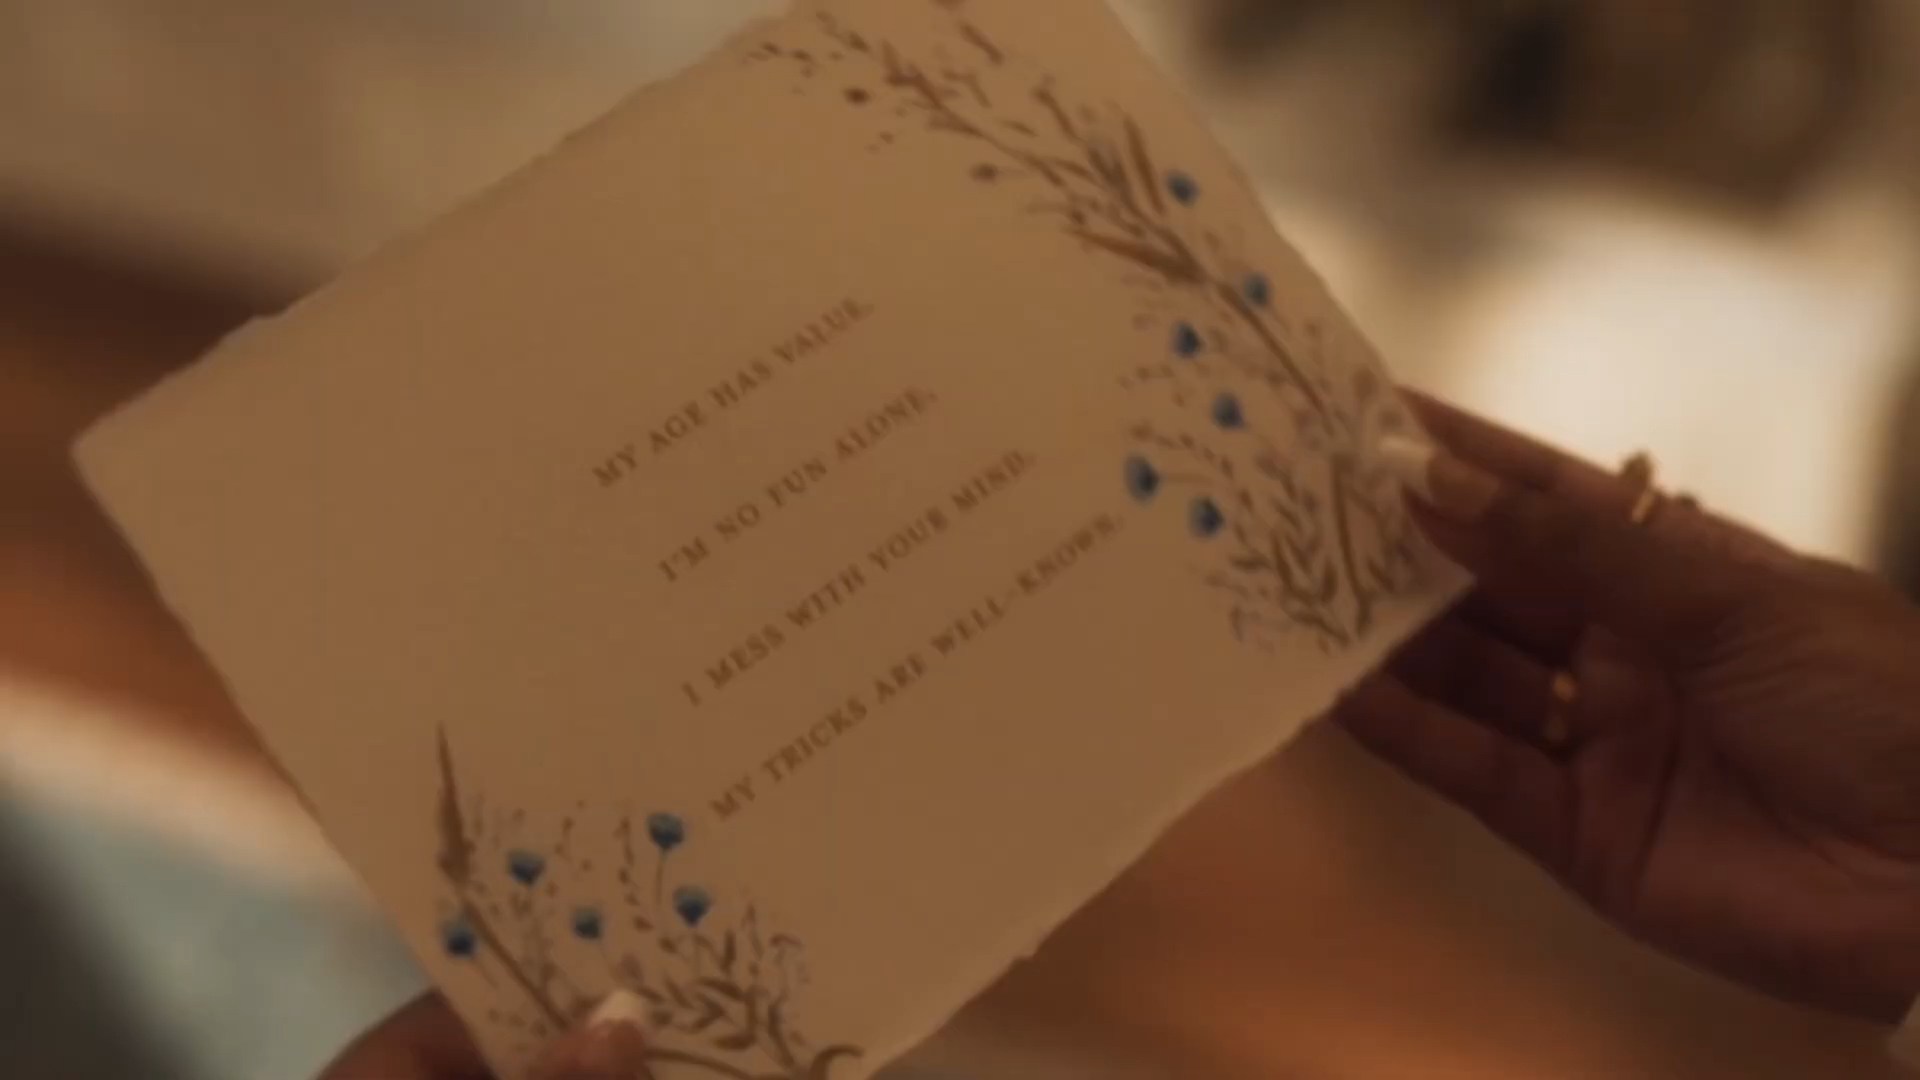 MY AGE HAS VALUE.
I'M NO FUN ALONE.
I MESS WITH YOUR MIND.
MY TRICKS ARE WELL-KNOWN.